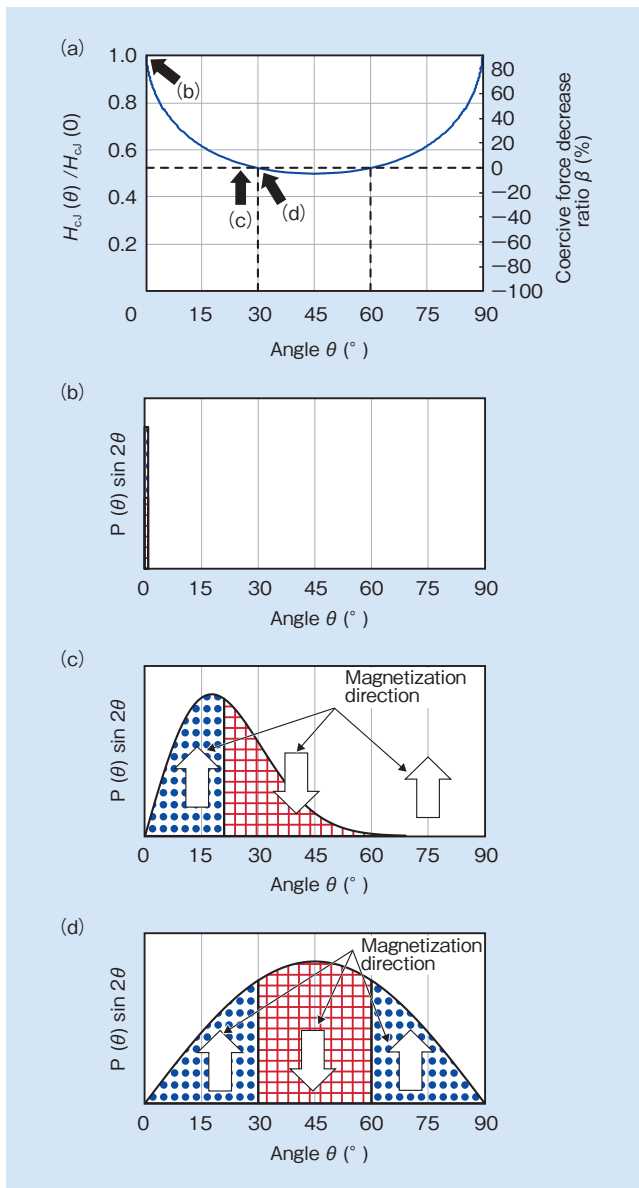 (a)
1.0
0.8
0.6
0.4
0.2
0
H_cJ (θ) / H_cJ (0)
(b)
(c)
(d)
80
60
40
20
0
−20
−40
−60
−80
−100
Coercive force decrease
ratio β (%)
15 30 45 60 75 90
Angle θ (°)
(b)
P (θ) sin 2θ
0 15 30 45 60 75 90
Angle θ (°)
(c)
Magnetization
direction
P (θ) sin 2θ
0 15 30 45 60 75 90
Angle θ (°)
(d)
Magnetization
direction
P (θ) sin 2θ
0 15 30 45 60 75 90
Angle θ (°)